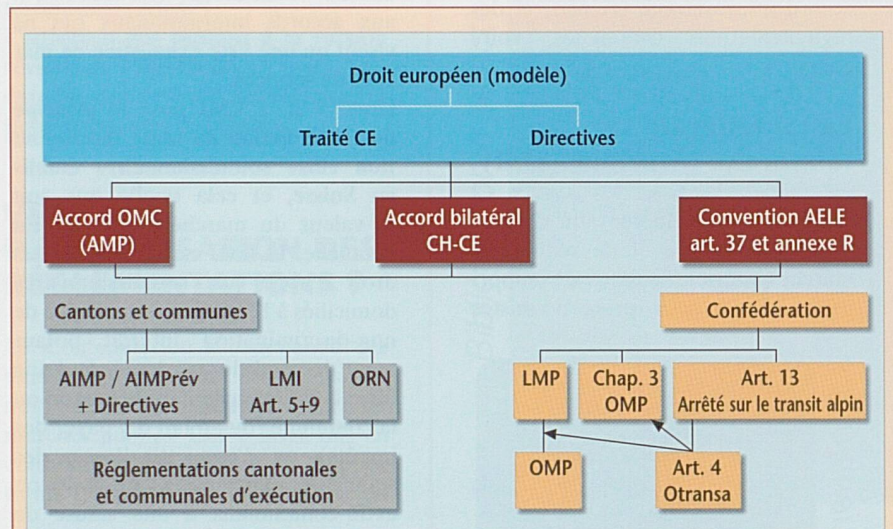 Droit européen (modèle)
Traité CE
Directives
Accord OMC
(AMP)
Accord bilatéral
CH-CE
Convention AELE
art. 37 et annexe R
Cantons et communes
Confédération
AIMP / AIMPrév
+ Directives
LMI
Art. 5+9
ORN
LMP
Chap. 3
OMP
Art. 13
Arrêté sur le transit alpin
Réglementations cantonales
et communales d'exécution
OMP
Art. 4
Otransa